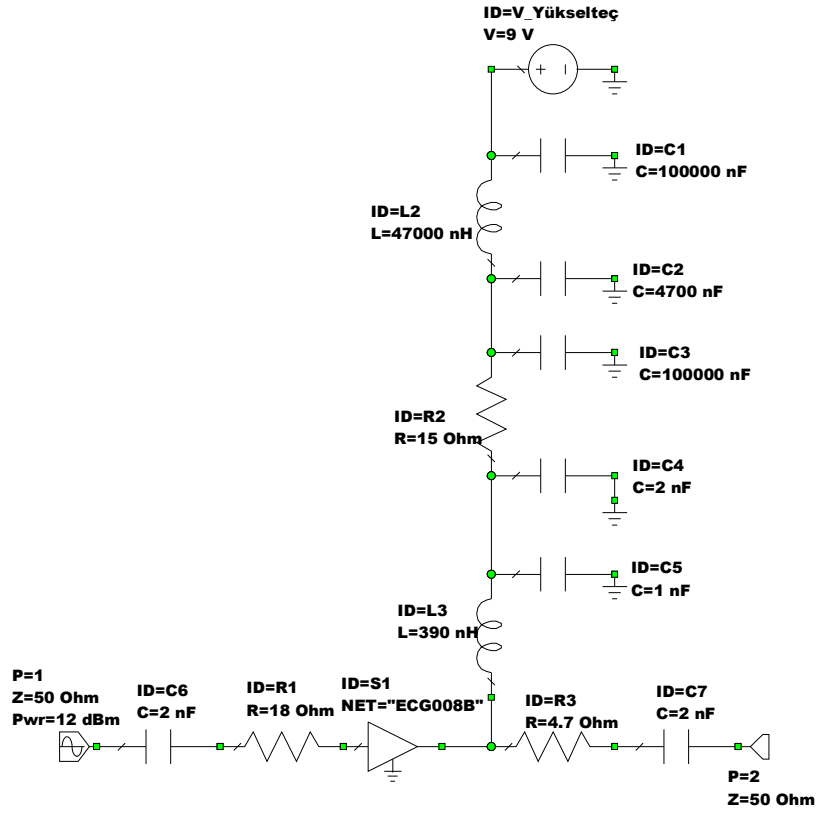 ID=V_Yükselteç
V=9 V
ID=C1
C=100000 nF
ID=L2
L=47000 nH
ID=C2
C=4700 nF
ID=C3
C=100000 nF
ID=R2
R=15 Ohm
ID=C4
C=2 nF
ID=C5
C=1 nF
ID=L3
L=390 nH
P=1
Z=50 Ohm
Pwr=12 dBm
ID=C6
C=2 nF
ID=R1
R=18 Ohm
ID=S1
NET="ECG008B"
ID=R3
R=4.7 Ohm
ID=C7
C=2 nF
P=2
Z=50 Ohm